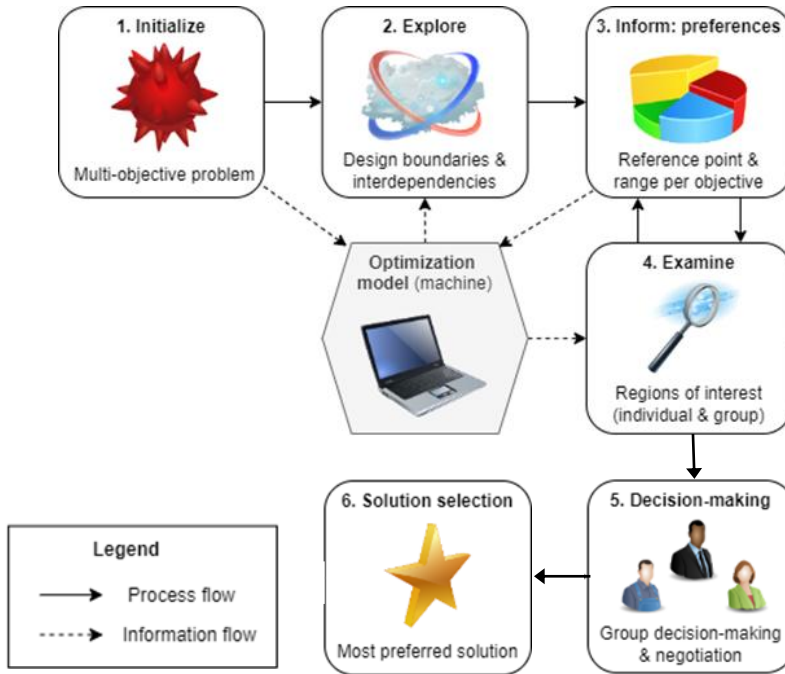 1. Initialize
Multi-objective problem
2. Explore
Design boundaries &
interdependencies
3. Inform: preferences
Reference point &
range per objective
Optimization
model (machine)
4. Examine
Regions of interest
(individual & group)
5. Decision-making
Group decision-making
& negotiation
6. Solution selection
Most preferred solution
Legend
Process flow
Information flow